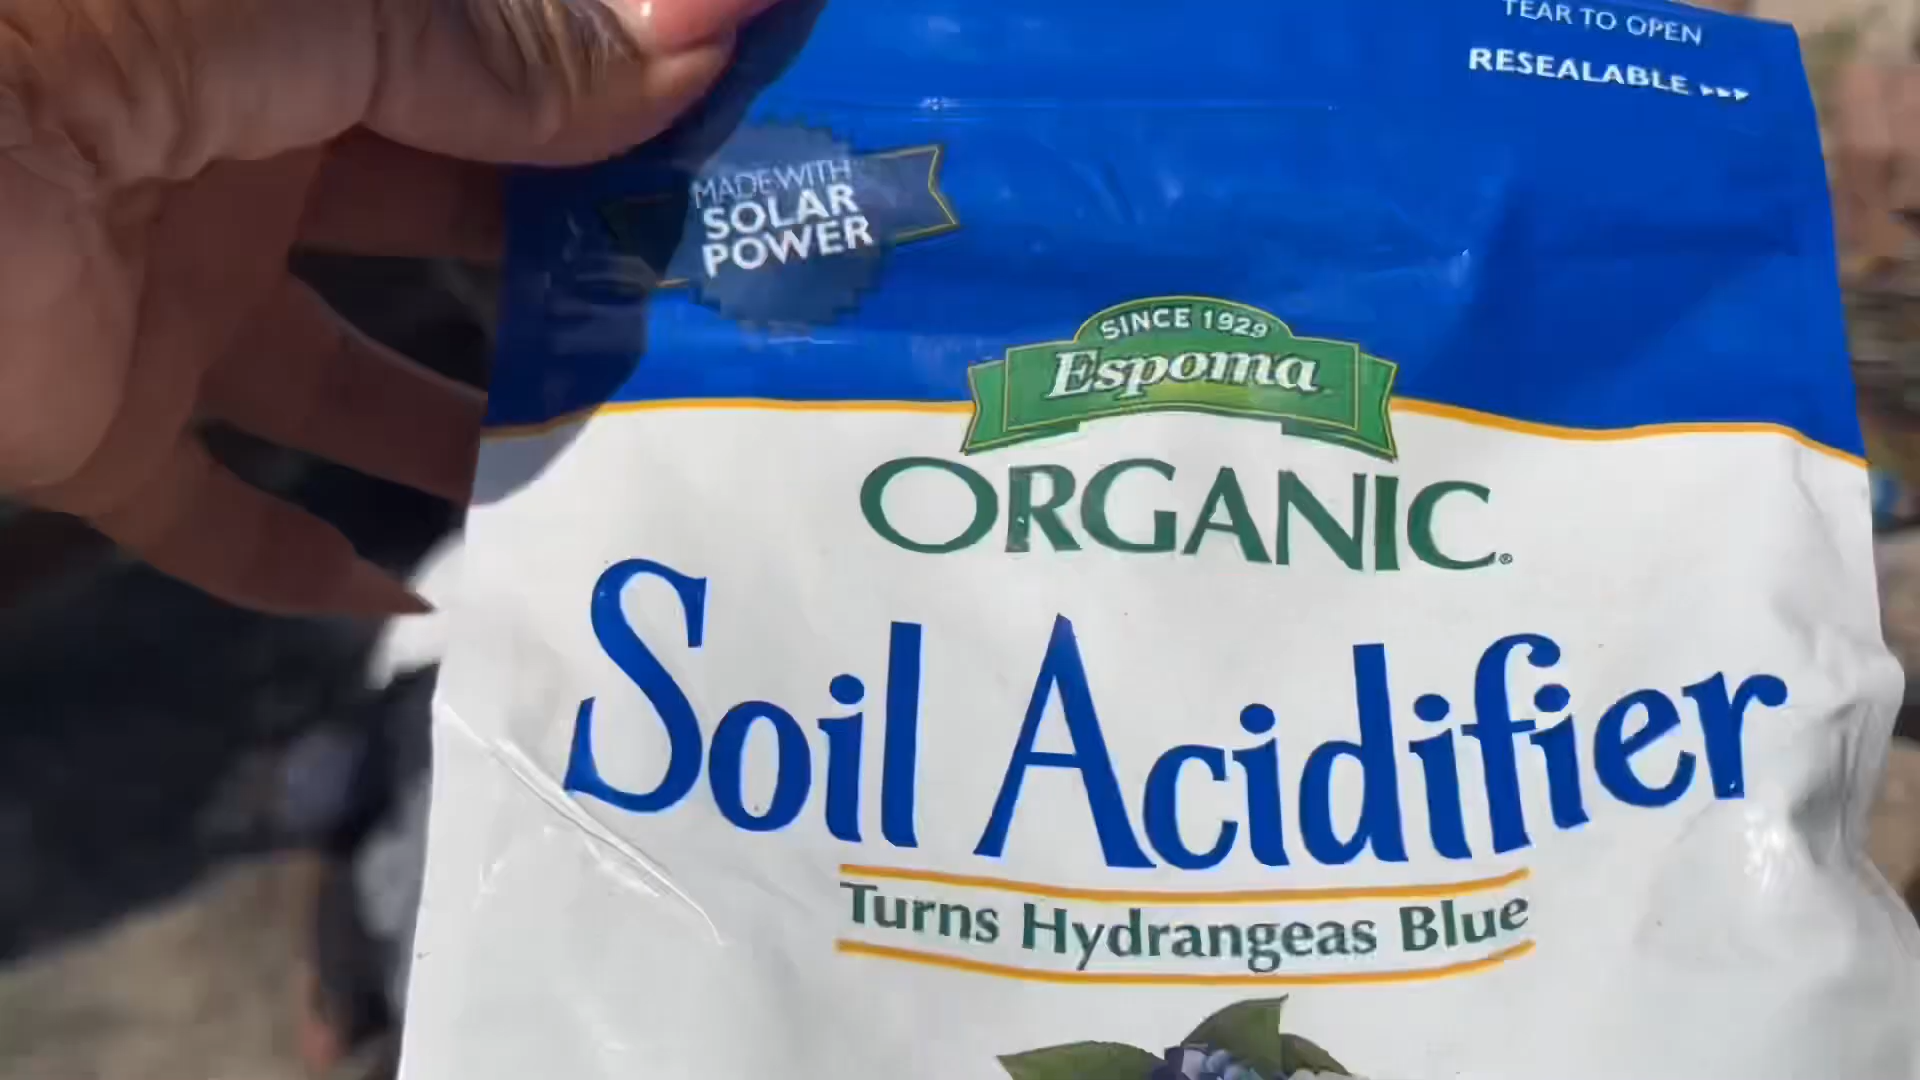 TEAR TO OPEN
RESEALABLE
MADE WITH
SOLAR
POWER
SINCE 1929
Espoma
ORGANIC®
Soil Acidifier
Turns Hydrangeas Blue